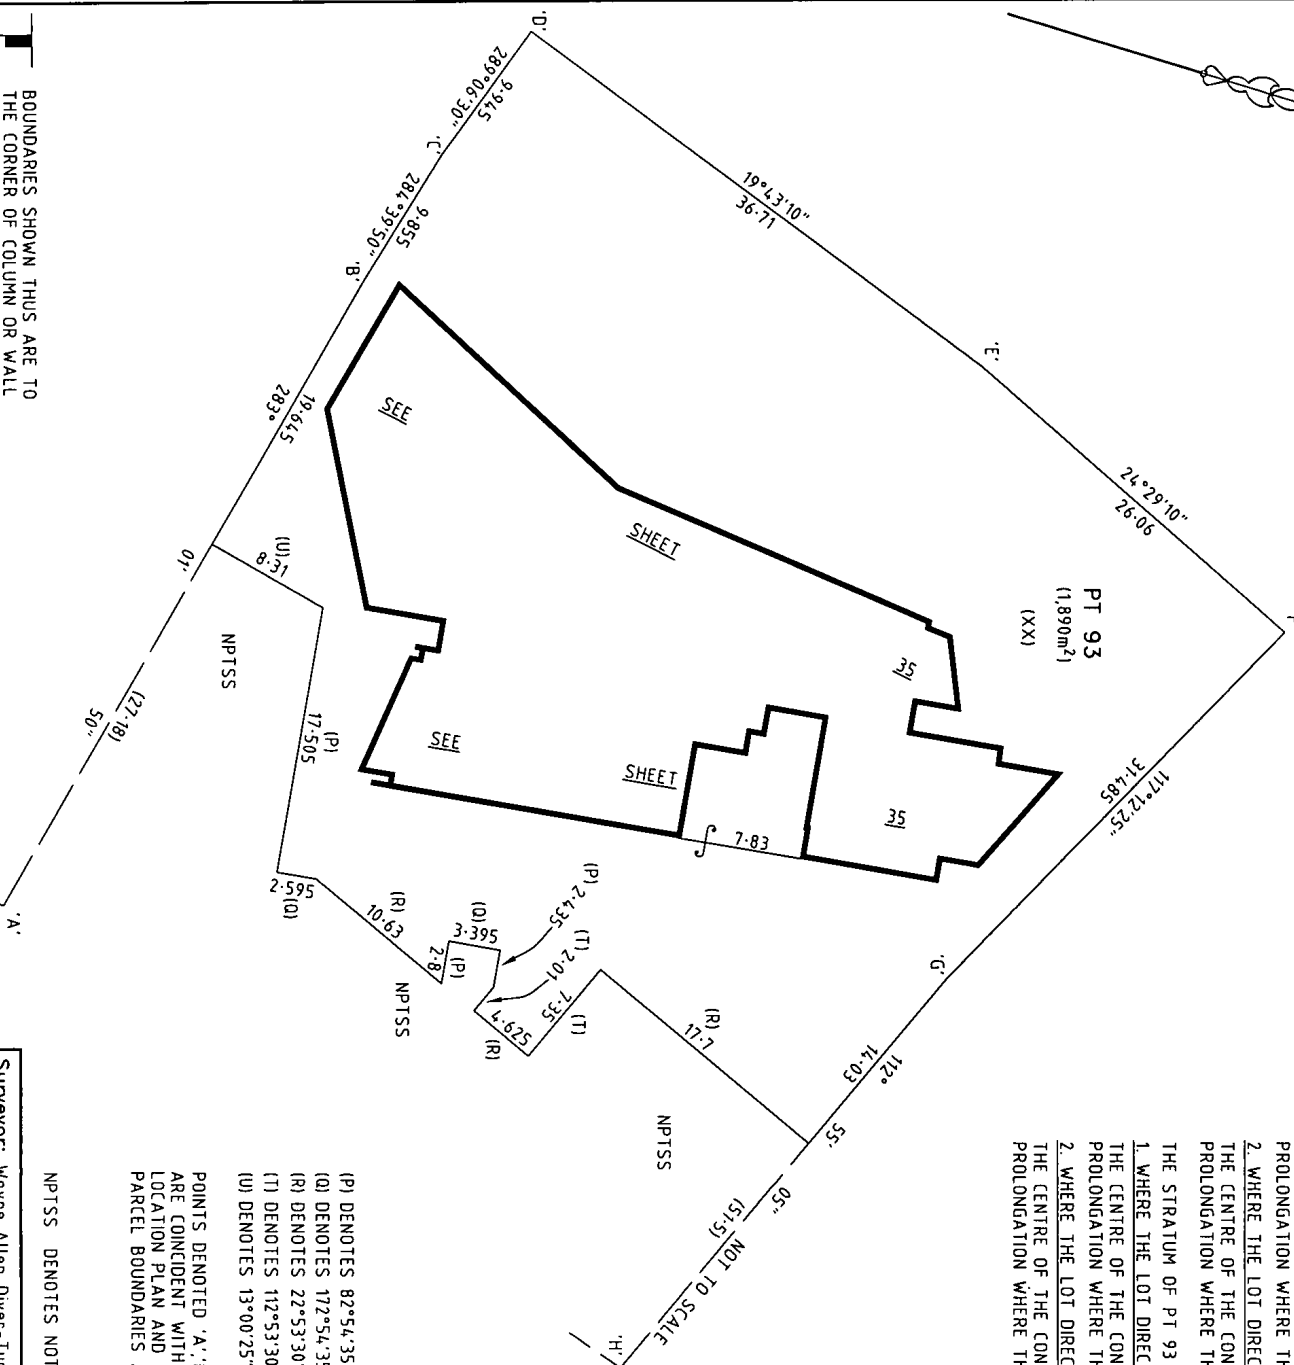 'D'
289°06'30"
9·945
'C'
284°39'50"
9·855
'B'
283°
19·645
01'
50"
(27·18)
'A'
19°43'10"
36·71
'E'
24°29'10"
26·06
PT 93
(1,890m²)
(XX)
117°12'25"
31·485
'G'
112°
14·03
55'
05"
(51·5)
NOT TO SCALE
'H'
SEE
SHEET
35
SEE
SHEET
35
7·83
(U)
8·31
NPTSS
(P)
17·505
2·595
(Q)
(R)
10·63
NPTSS
(P)
2·8
(Q)
3·395
(P) 2·435
(T) 2·01
4·625
(R)
7·35
(T)
(R)
17·7
NPTSS
BOUNDARIES SHOWN THUS ARE TO
THE CORNER OF COLUMN OR WALL
PROLONGATION WHERE TH
2. WHERE THE LOT DIREC
THE CENTRE OF THE CON
PROLONGATION WHERE TH
THE STRATUM OF PT 93
1. WHERE THE LOT DIREC
THE CENTRE OF THE CON
PROLONGATION WHERE TH
2. WHERE THE LOT DIREC
THE CENTRE OF THE CON
PROLONGATION WHERE TH
(P) DENOTES 82°54'35
(Q) DENOTES 172°54'35
(R) DENOTES 22°53'30
(T) DENOTES 112°53'30
(U) DENOTES 13°00'25"
POINTS DENOTED 'A','
ARE COINCIDENT WITH
LOCATION PLAN AND
PARCEL BOUNDARIES
NPTSS DENOTES NOT
Surveyor: Wayne Allen Diver-Tu